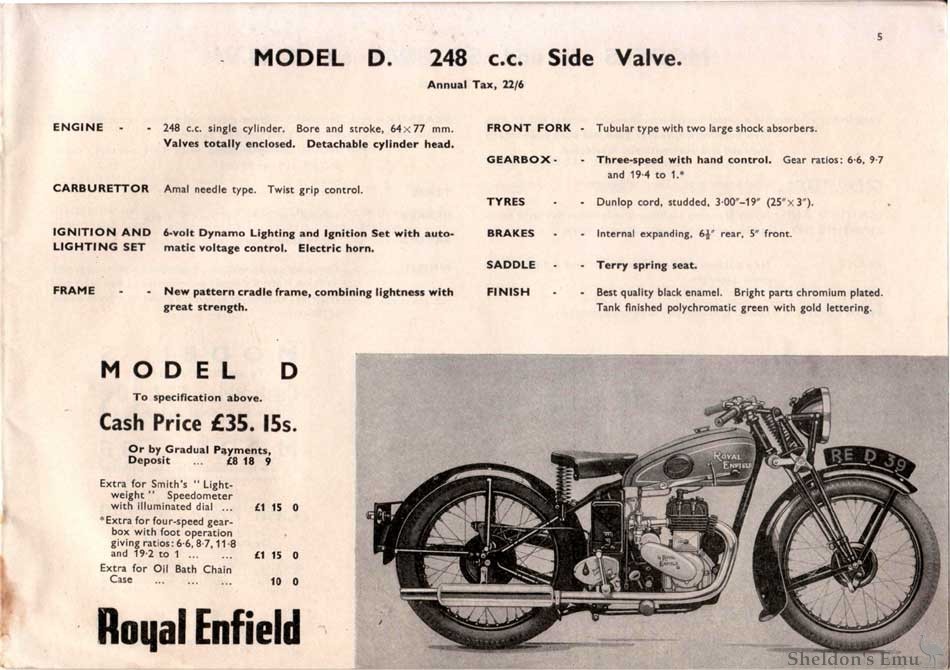 5
MODEL D. 248 c.c. Side Valve.
Annual Tax, 22/6
ENGINE - - 248 c.c. single cylinder. Bore and stroke, 64×77 mm.
Valves totally enclosed. Detachable cylinder head.
CARBURETTOR Amal needle type. Twist grip control.
IGNITION AND 6-volt Dynamo Lighting and Ignition Set with auto-
LIGHTING SET matic voltage control. Electric horn.
FRAME - - New pattern cradle frame, combining lightness with
great strength.
FRONT FORK - Tubular type with two large shock absorbers.
GEARBOX - - Three-speed with hand control. Gear ratios: 6·6, 9·7
and 19·4 to 1.*
TYRES - - Dunlop cord, studded, 3·00″–19″ (25″×3″).
BRAKES - - Internal expanding, 6½″ rear, 5″ front.
SADDLE - - Terry spring seat.
FINISH - - Best quality black enamel. Bright parts chromium plated.
Tank finished polychromatic green with gold lettering.
MODEL D
To specification above.
Cash Price £35. 15s.
Or by Gradual Payments,
Deposit ... £8 18 9
Extra for Smith's "Light-
weight" Speedometer
with illuminated dial ... £1 15 0
*Extra for four-speed gear-
box with foot operation
giving ratios: 6·6, 8·7, 11·8
and 19·2 to 1 ... ... £1 15 0
Extra for Oil Bath Chain
Case ... ... ... 10 0
Royal Enfield
ROYAL
ENFIELD
RE D 39
ROYAL
ENFIELD
Sheldon's Emu